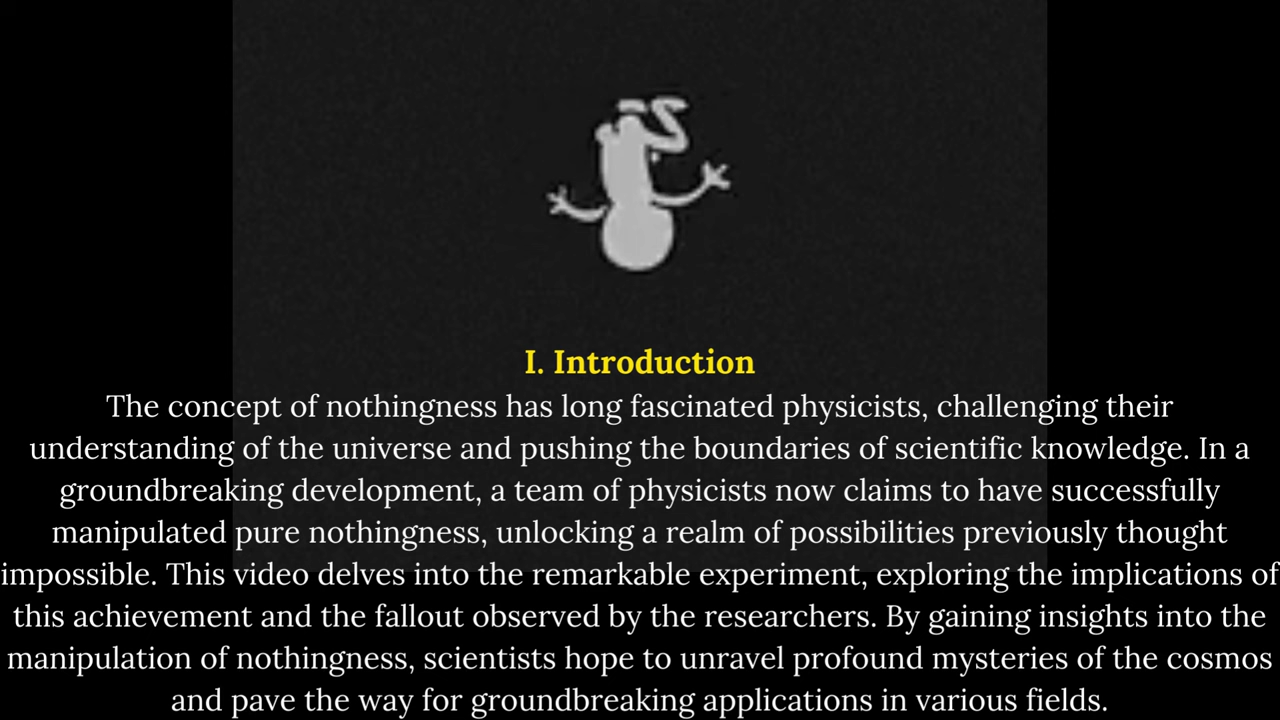 I. Introduction
The concept of nothingness has long fascinated physicists, challenging their
understanding of the universe and pushing the boundaries of scientific knowledge. In a
groundbreaking development, a team of physicists now claims to have successfully
manipulated pure nothingness, unlocking a realm of possibilities previously thought
impossible. This video delves into the remarkable experiment, exploring the implications of
this achievement and the fallout observed by the researchers. By gaining insights into the
manipulation of nothingness, scientists hope to unravel profound mysteries of the cosmos
and pave the way for groundbreaking applications in various fields.